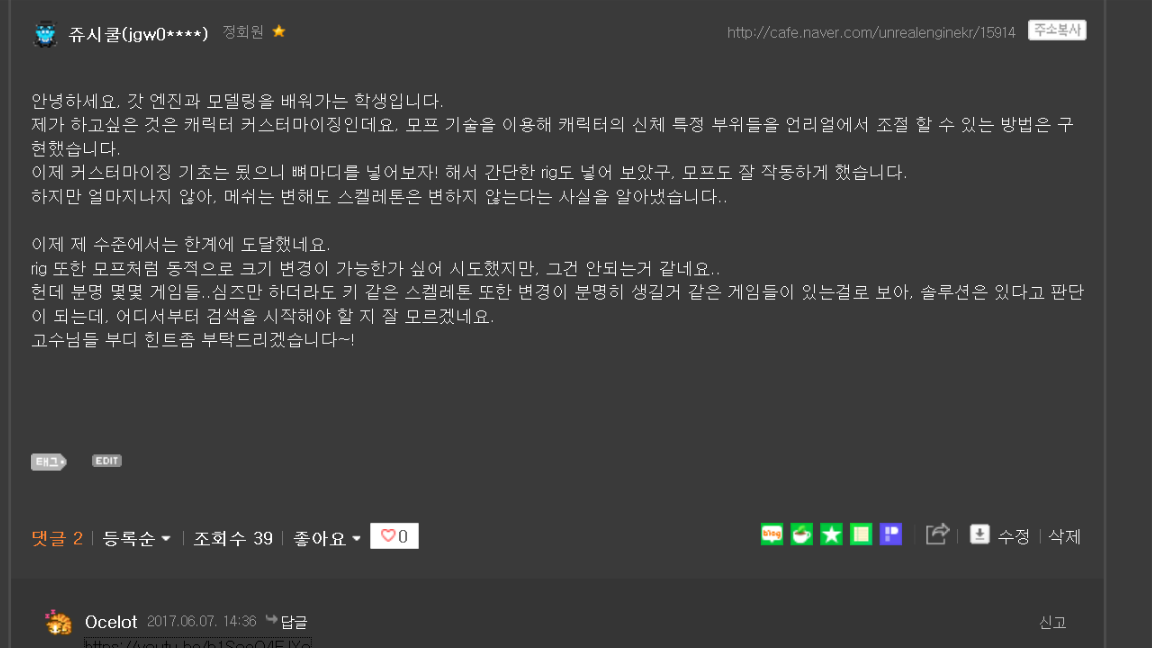 쥬시쿨(jgw0****) 정회원
http://cafe.naver.com/unrealenginekr/15914 주소복사
안녕하세요, 갓 엔진과 모델링을 배워가는 학생입니다.
제가 하고싶은 것은 캐릭터 커스터마이징인데요, 모프 기술을 이용해 캐릭터의 신체 특정 부위들을 언리얼에서 조절 할 수 있는 방법은 구
현했습니다.
이제 커스터마이징 기초는 됬으니 뼈마디를 넣어보자! 해서 간단한 rig도 넣어 보았구, 모프도 잘 작동하게 했습니다.
하지만 얼마지나지 않아, 메쉬는 변해도 스켈레톤은 변하지 않는다는 사실을 알아냈습니다..
이제 제 수준에서는 한계에 도달했네요.
rig 또한 모프처럼 동적으로 크기 변경이 가능한가 싶어 시도했지만, 그건 안되는거 같네요..
헌데 분명 몇몇 게임들..심즈만 하더라도 키 같은 스켈레톤 또한 변경이 분명히 생길거 같은 게임들이 있는걸로 보아, 솔루션은 있다고 판단
이 되는데, 어디서부터 검색을 시작해야 할 지 잘 모르겠네요.
고수님들 부디 힌트좀 부탁드리겠습니다~!
태그 EDIT
댓글 2 등록순 조회수 39 좋아요 0
blog 수정 삭제
Ocelot 2017.06.07. 14:36 답글 신고